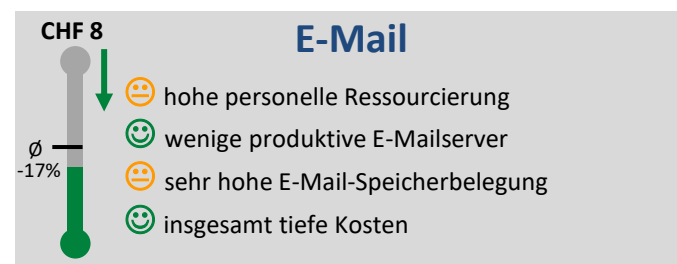 CHF 8
E-Mail
hohe personelle Ressourcierung
wenige produktive E-Mailserver
Ø
-17%
sehr hohe E-Mail-Speicherbelegung
insgesamt tiefe Kosten